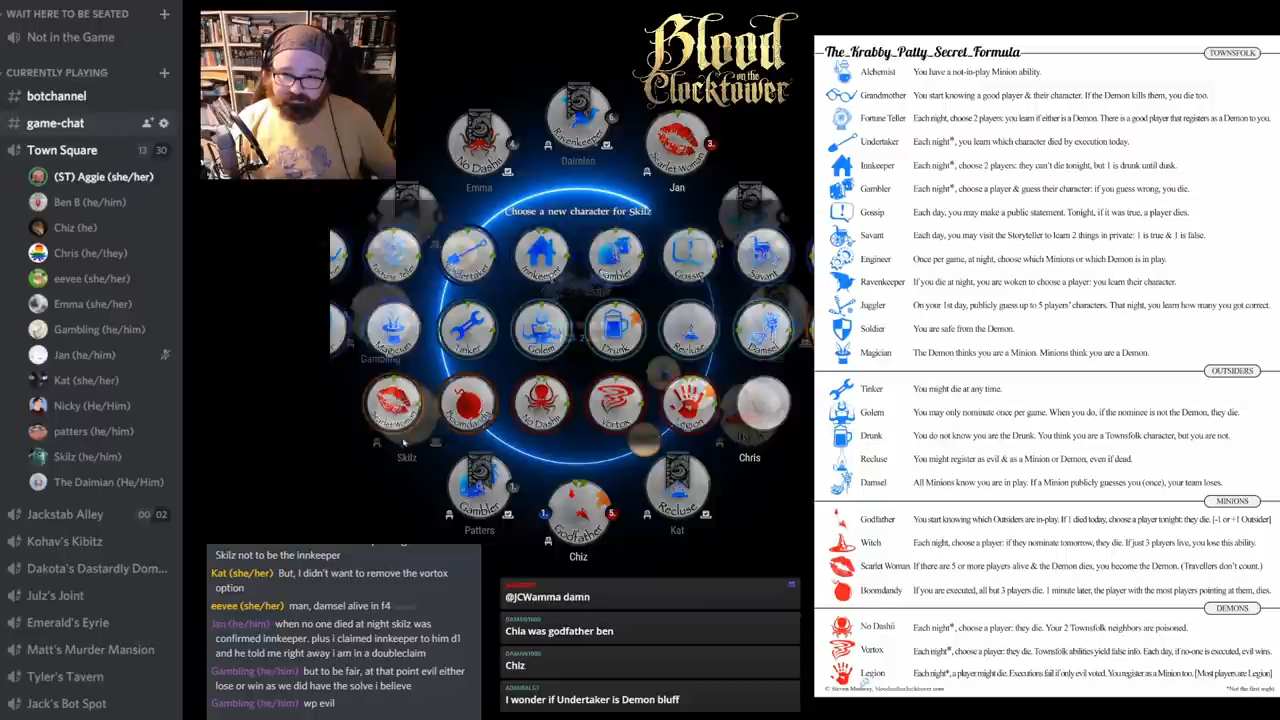 WAIT HERE TO BE SEATED
Not in the Game
CURRENTLY PLAYING
botchannel
game-chat
Town Square
13 30
(ST) Aggie (she/her)
Ben B (he/him)
Chiz (he)
Chris (he/they)
eevee (she/her)
Emma (she/her)
Gambling (he/him)
Jan (he/him)
Kat (she/her)
Nicky (He/Him)
patters (he/him)
Skilz (he/him)
The Daimian (He/Him)
Jackstab Alley
00 02
Kohav's Kibitz
Dakota's Dastardly Dom...
Julz's Joint
Emerald's Eyrie
Matt's Murder Mansion
Tyler's Tavern
Jack's Bot Spot
Blood
on the
Clocktower
Ravenkeeper
Daimian
No Dashii
Emma
Scarlet Woman
Jan
Choose a new character for Skilz
Fortune Teller
Undertaker
Innkeeper
Gambler
Gossip
Savant
Magician
Tinker
Golem
Drunk
Recluse
Damsel
Gambling
Boomdandy
No Dashii
Vortox
Legion
Skilz
Chris
Gambler
Patters
Godfather
Chiz
Recluse
Kat
Skilz not to be the innkeeper
Kat (she/her) But, I didn't want to remove the vortox
option
eevee (she/her) man, damsel alive in f4
Jan (he/him) when no one died at night skilz was
confirmed innkeeper. plus i claimed innkeeper to him d1
and he told me right away i am in a doubleclaim
Gambling (he/him) but to be fair, at that point evil either
lose or win as we did have the solve i believe
Gambling (he/him) wp evil
@JCWamma damn
Chia was godfather ben
Chiz
I wonder if Undertaker is Demon bluff
The_Krabby_Patty_Secret_Formula
TOWNSFOLK
Alchemist You have a not-in-play Minion ability.
Grandmother You start knowing a good player & their character. If the Demon kills them, you die too.
Fortune Teller Each night, choose 2 players: you learn if either is a Demon. There is a good player that registers as a Demon to you.
Undertaker Each night*, you learn which character died by execution today.
Innkeeper Each night*, choose 2 players: they can't die tonight, but 1 is drunk until dusk.
Gambler Each night*, choose a player & guess their character: if you guess wrong, you die.
Gossip Each day, you may make a public statement. Tonight, if it was true, a player dies.
Savant Each day, you may visit the Storyteller to learn 2 things in private: 1 is true & 1 is false.
Engineer Once per game, at night, choose which Minions or which Demon is in play.
Ravenkeeper If you die at night, you are woken to choose a player: you learn their character.
Juggler On your 1st day, publicly guess up to 5 players' characters. That night, you learn how many you got correct.
Soldier You are safe from the Demon.
Magician The Demon thinks you are a Minion. Minions think you are a Demon.
OUTSIDERS
Tinker You might die at any time.
Golem You may only nominate once per game. When you do, if the nominee is not the Demon, they die.
Drunk You do not know you are the Drunk. You think you are a Townsfolk character, but you are not.
Recluse You might register as evil & as a Minion or Demon, even if dead.
Damsel All Minions know you are in play. If a Minion publicly guesses you (once), your team loses.
MINIONS
Godfather You start knowing which Outsiders are in-play. If 1 died today, choose a player tonight: they die. [-1 or +1 Outsider]
Witch Each night, choose a player: if they nominate tomorrow, they die. If just 3 players live, you lose this ability.
Scarlet Woman If there are 5 or more players alive & the Demon dies, you become the Demon. (Travellers don't count.)
Boomdandy If you are executed, all but 3 players die. 1 minute later, the player with the most players pointing at them, dies.
DEMONS
No Dashii Each night*, choose a player: they die. Your 2 Townsfolk neighbors are poisoned.
Vortox Each night*, choose a player: they die. Townsfolk abilities yield false info. Each day, if no-one is executed, evil wins.
Legion Each night*, a player might die. Executions fail if only evil voted. You register as a Minion too. [Most players are Legion]
*Not the first night.